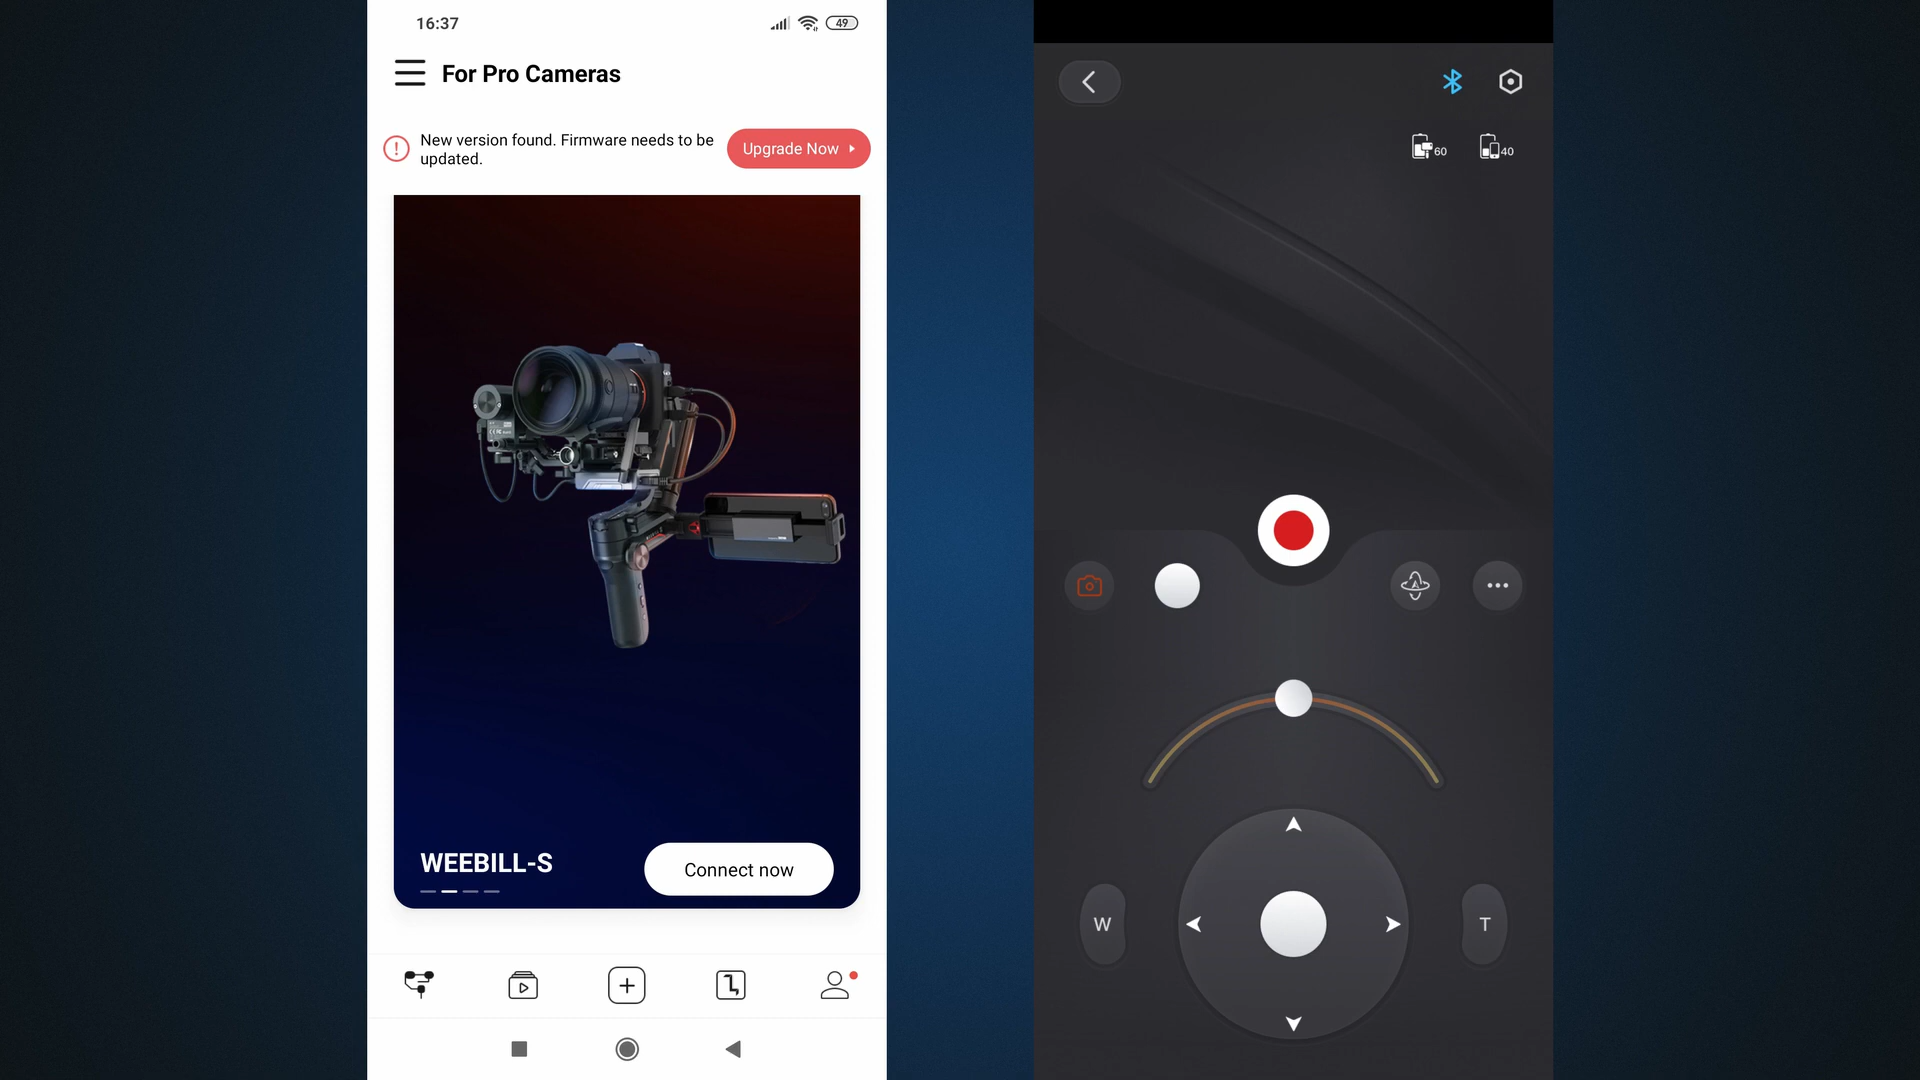 16:37
49
For Pro Cameras
New version found. Firmware needs to be
updated.
Upgrade Now
WEEBILL-S
Connect now
60
40
W
T